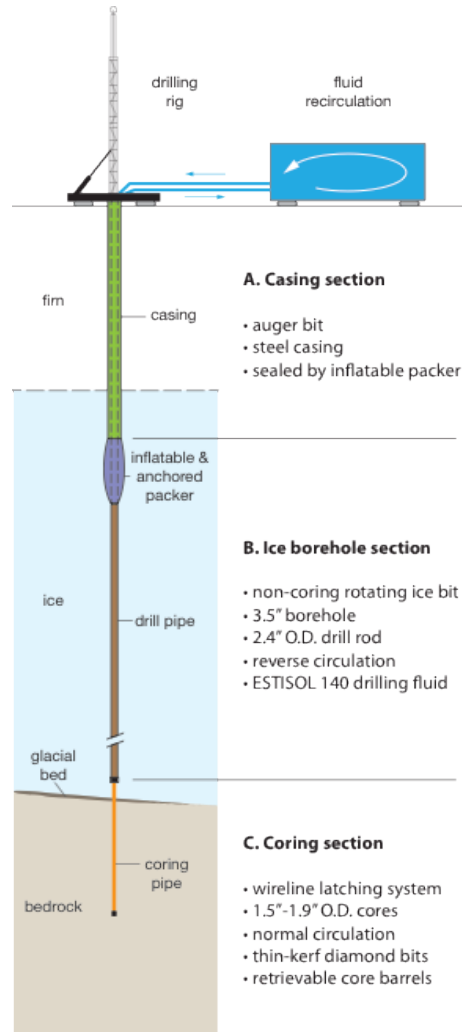 drilling
rig
fluid
recirculation
A. Casing section
firn
casing
• auger bit
• steel casing
• sealed by inflatable packer
inflatable &
anchored
packer
B. Ice borehole section
ice
drill pipe
• non-coring rotating ice bit
• 3.5” borehole
• 2.4” O.D. drill rod
• reverse circulation
• ESTISOL 140 drilling fluid
glacial
bed
C. Coring section
coring
pipe
bedrock
• wireline latching system
• 1.5”-1.9” O.D. cores
• normal circulation
• thin-kerf diamond bits
• retrievable core barrels